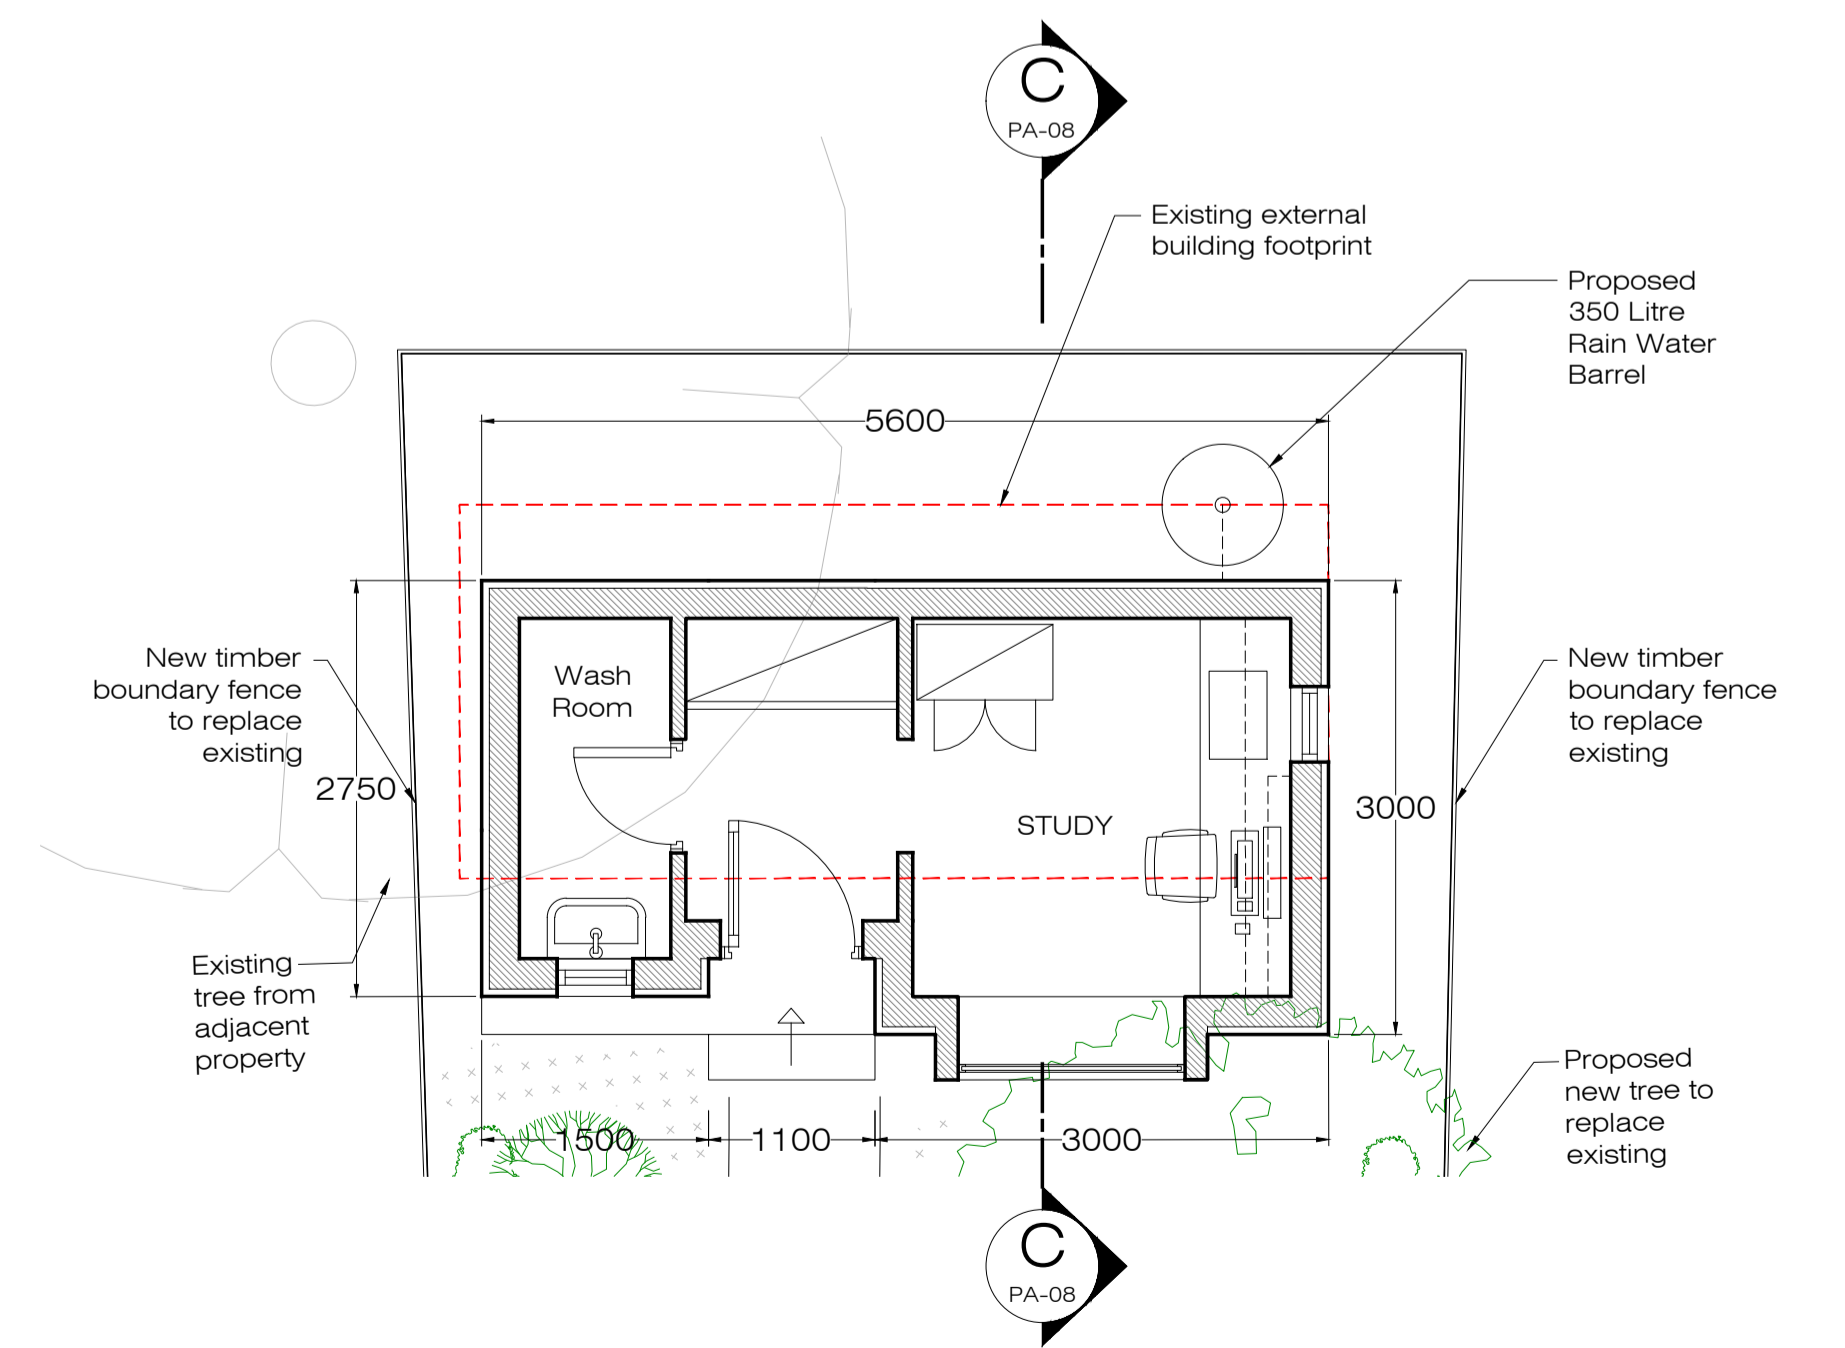 C
PA-08
Existing external
building footprint
Proposed
350 Litre
Rain Water
Barrel
5600
New timber
boundary fence
to replace
existing
Wash
Room
New timber
boundary fence
to replace
existing
2750
STUDY
3000
Existing
tree from
adjacent
property
Proposed
new tree to
replace
existing
1500
1100
3000
C
PA-08